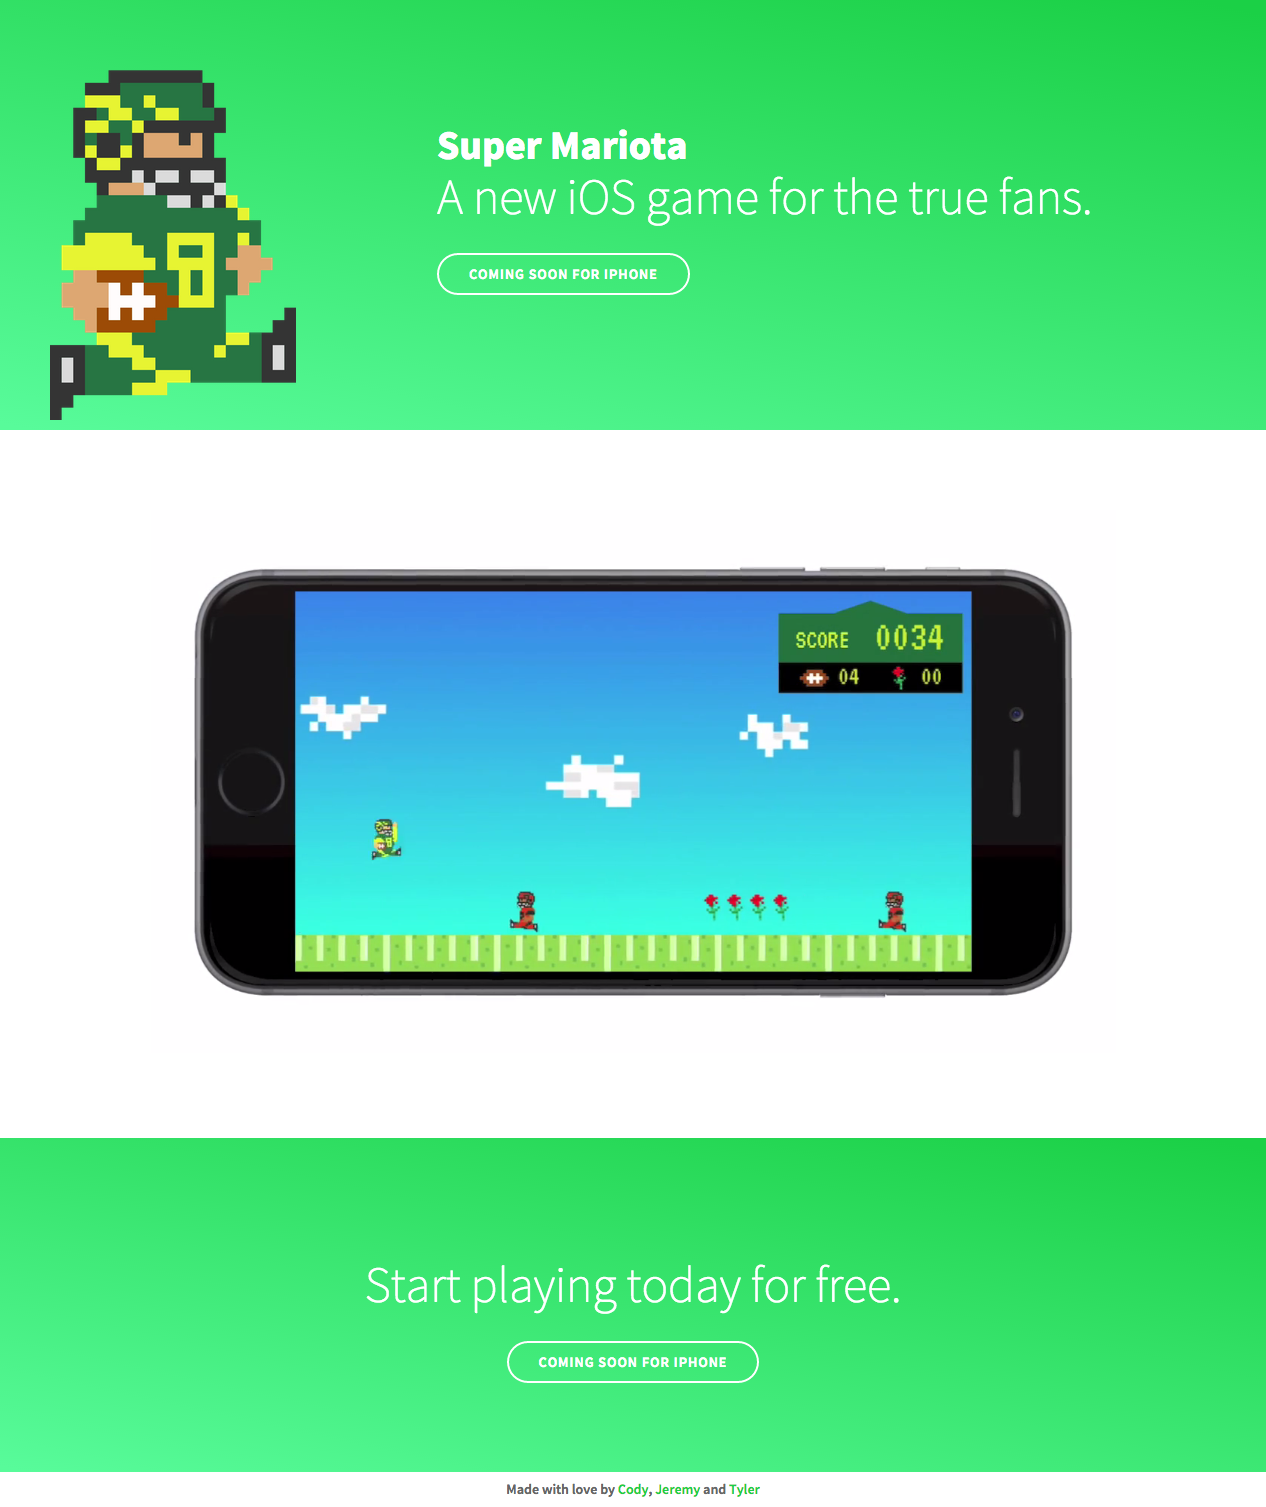 Super Mariota
A new iOS game for the true fans.
COMING SOON FOR IPHONE
SCORE 0034
04 00
Start playing today for free.
COMING SOON FOR IPHONE
Made with love by Cody, Jeremy and Tyler